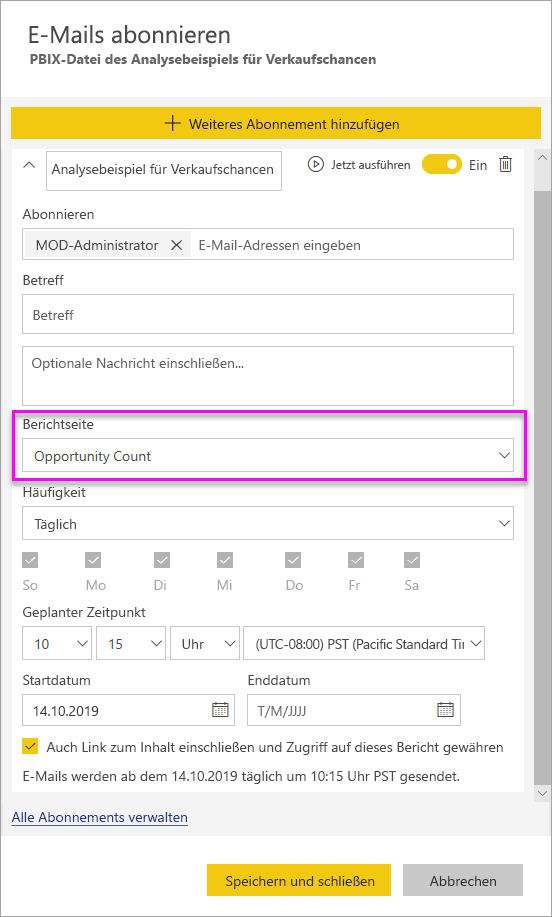 E-Mails abonnieren
PBIX-Datei des Analysebeispiels für Verkaufschancen
Weiteres Abonnement hinzufügen
Analysebeispiel für Verkaufschancen Jetzt ausführen Ein
Abonnieren
MOD-Administrator E-Mail-Adressen eingeben
Betreff
Betreff
Optionale Nachricht einschließen...
Berichtseite
Opportunity Count
Häufigkeit
Täglich
So Mo Di Mi Do Fr Sa
Geplanter Zeitpunkt
10 15 Uhr (UTC-08:00) PST (Pacific Standard Tir
Startdatum Enddatum
14.10.2019 T/M/JJJJ
Auch Link zum Inhalt einschließen und Zugriff auf dieses Bericht gewähren
E-Mails werden ab dem 14.10.2019 täglich um 10:15 Uhr PST gesendet.
Alle Abonnements verwalten
Speichern und schließen Abbrechen